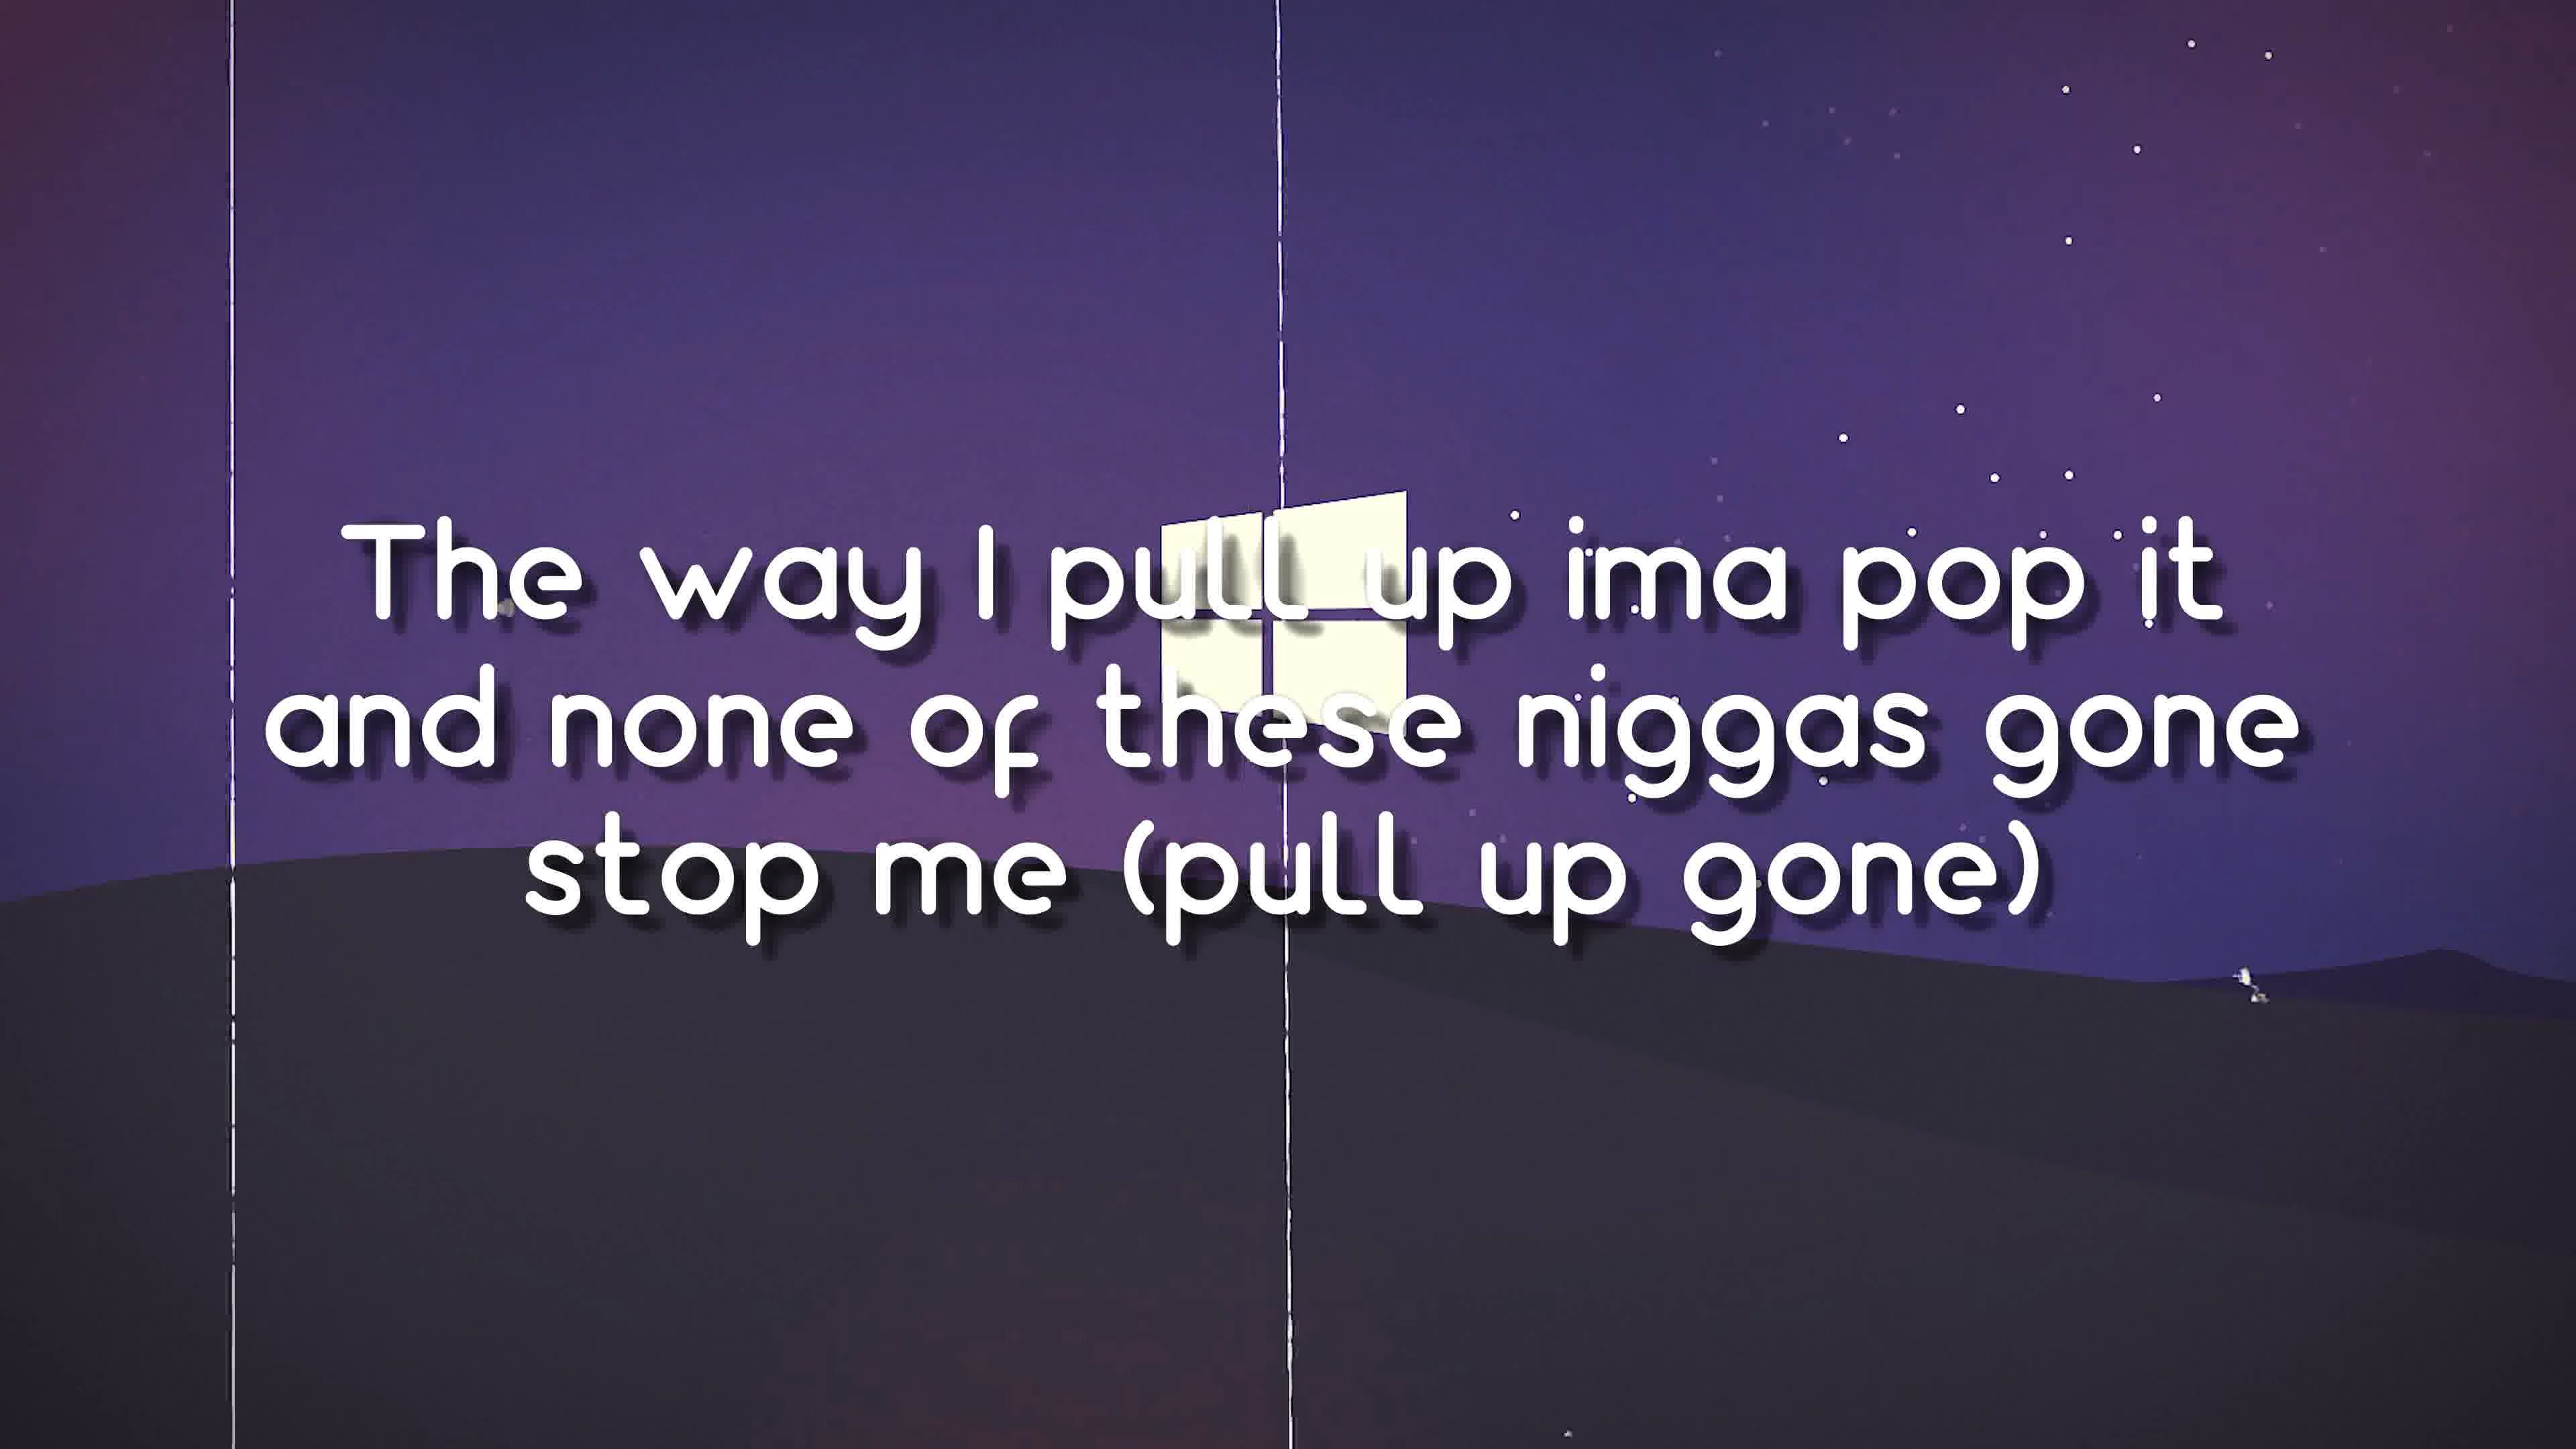 The way I pull up ima pop it
and none of these niggas gone
stop me (pull up gone)